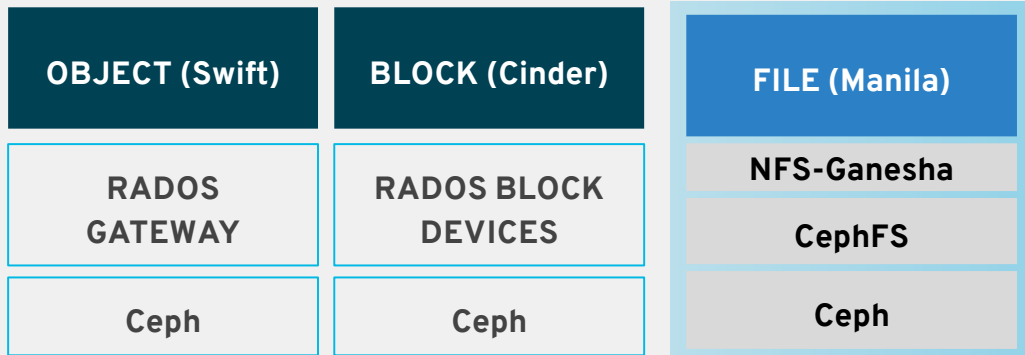 OBJECT (Swift)
BLOCK (Cinder)
FILE (Manila)
RADOS
GATEWAY
RADOS BLOCK
DEVICES
NFS-Ganesha
CephFS
Ceph
Ceph
Ceph